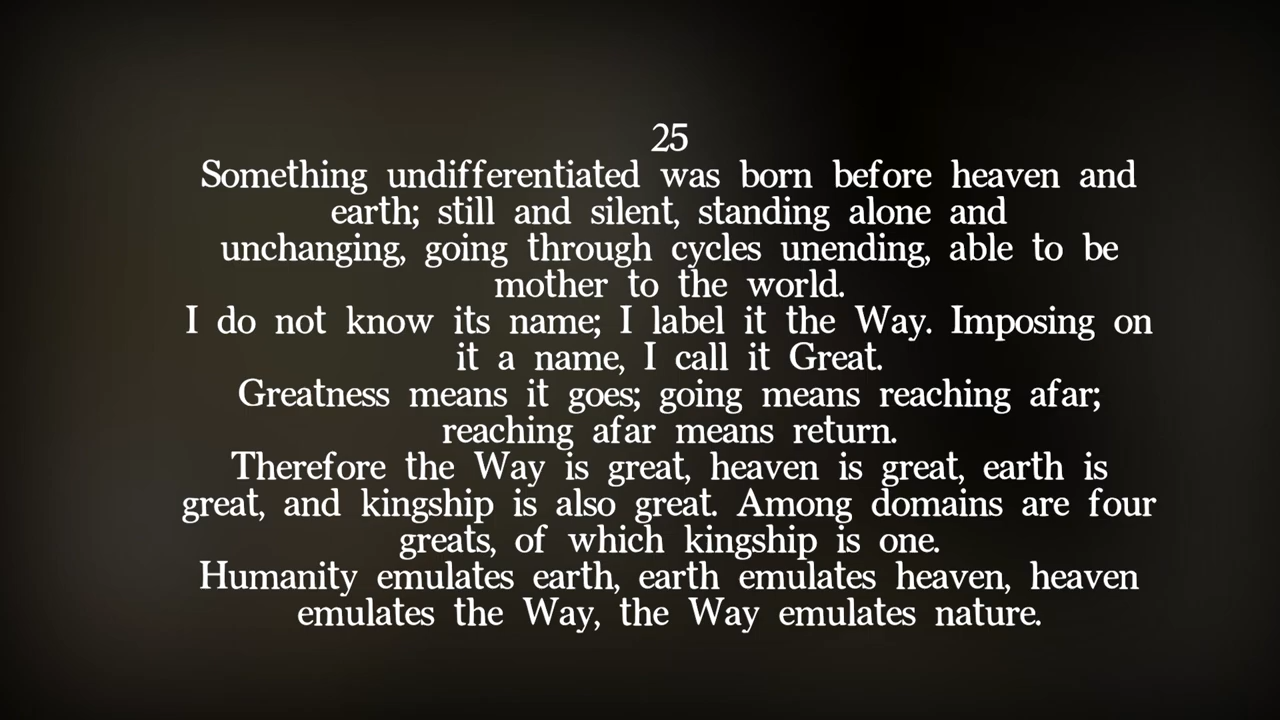 25
Something undifferentiated was born before heaven and
earth; still and silent, standing alone and
unchanging, going through cycles unending, able to be
mother to the world.
I do not know its name; I label it the Way. Imposing on
it a name, I call it Great.
Greatness means it goes; going means reaching afar;
reaching afar means return.
Therefore the Way is great, heaven is great, earth is
great, and kingship is also great. Among domains are four
greats, of which kingship is one.
Humanity emulates earth, earth emulates heaven, heaven
emulates the Way, the Way emulates nature.